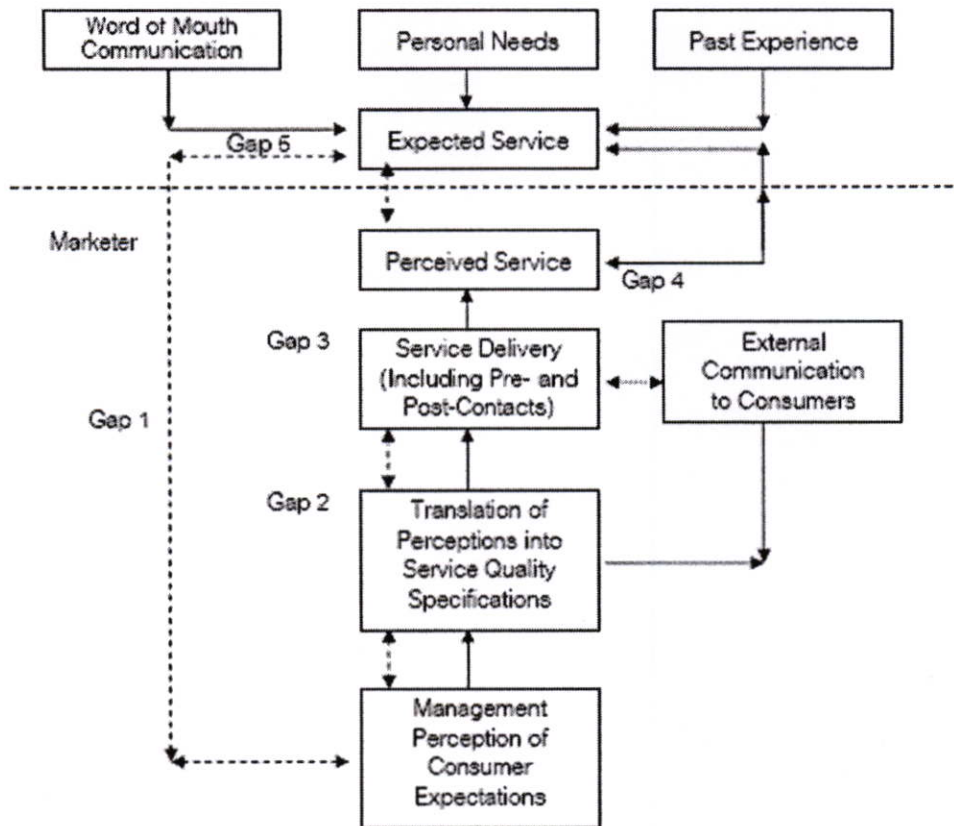 Word of Mouth
Communication
Personal Needs
Past Experience
Expected Service
Gap 5
Marketer
Perceived Service
Gap 4
Gap 3
Service Delivery
(Including Pre- and
Post-Contacts)
External
Communication
to Consumers
Gap 1
Gap 2
Translation of
Perceptions into
Service Quality
Specifications
Management
Perception of
Consumer
Expectations